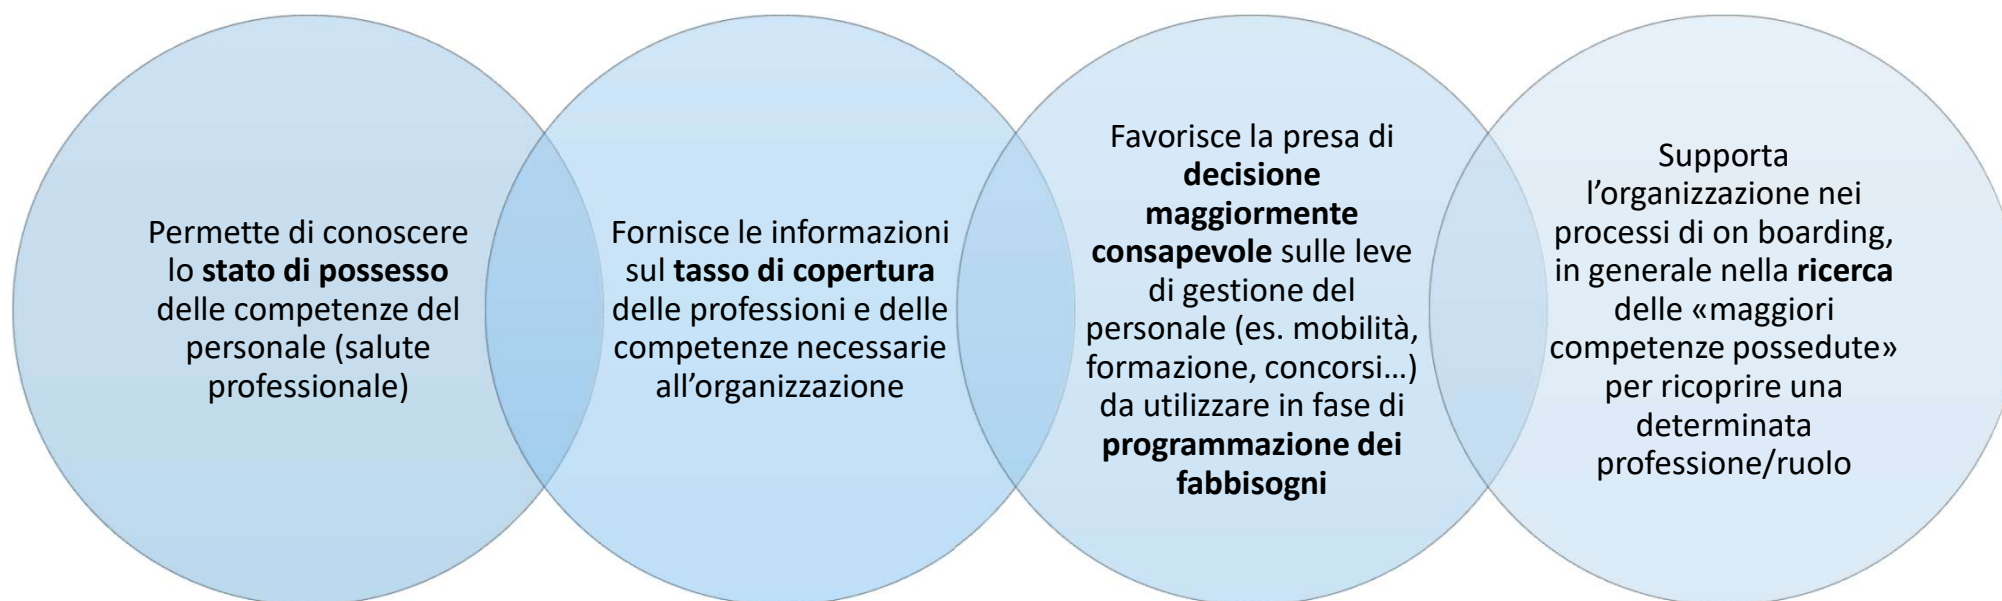 Permette di conoscere
lo stato di possesso
delle competenze del
personale (salute
professionale)
Fornisce le informazioni
sul tasso di copertura
delle professioni e delle
competenze necessarie
all’organizzazione
Favorisce la presa di
decisione
maggiormente
consapevole sulle leve
di gestione del
personale (es. mobilità,
formazione, concorsi…)
da utilizzare in fase di
programmazione dei
fabbisogni
Supporta
l’organizzazione nei
processi di on boarding,
in generale nella ricerca
delle «maggiori
competenze possedute»
per ricoprire una
determinata
professione/ruolo